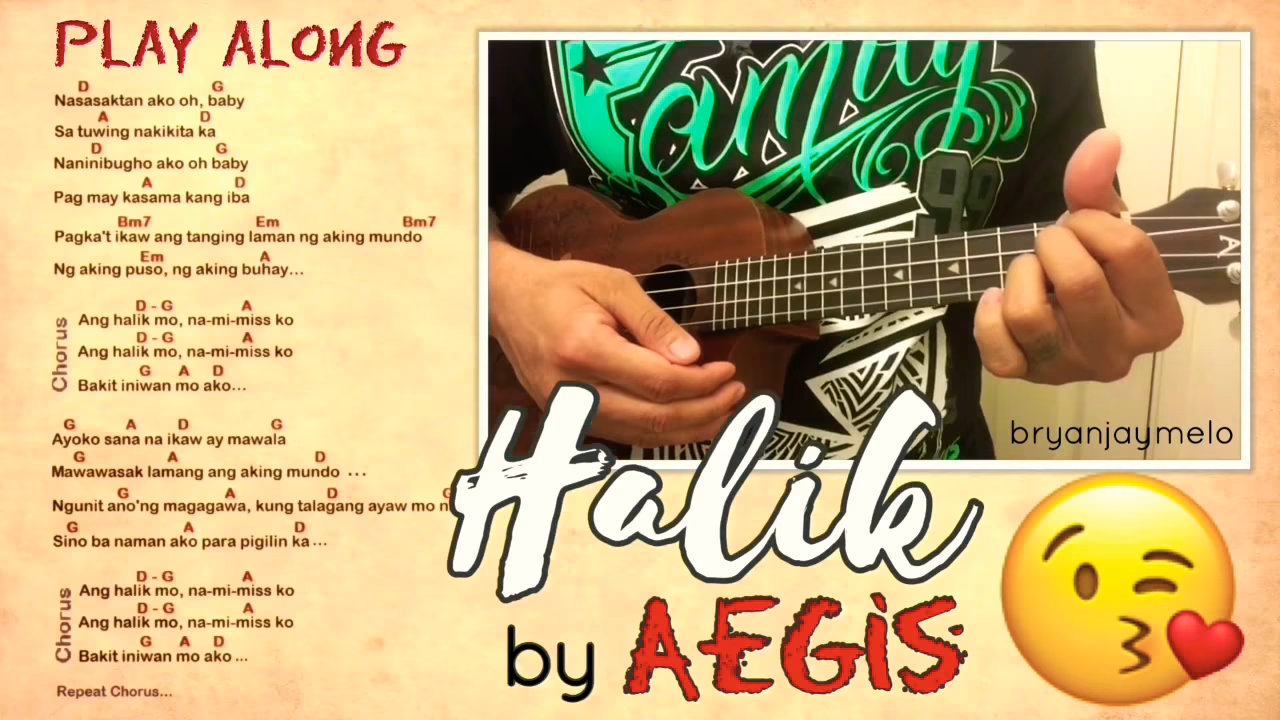 PLAY ALONG
D G
Nasasaktan ako oh, baby
A D
Sa tuwing nakikita ka
D G
Naninibugho ako oh baby
A D
Pag may kasama kang iba
Bm7 Em Bm7
Pagka't ikaw ang tanging laman ng aking mundo
Em A
Ng aking puso, ng aking buhay...
Chorus
D - G A
Ang halik mo, na-mi-miss ko
D - G A
Ang halik mo, na-mi-miss ko
G A D
Bakit iniwan mo ako...
G A D G
Ayoko sana na ikaw ay mawala
G A D
Mawawasak lamang ang aking mundo ...
G A D G
Ngunit ano'ng magagawa, kung talagang ayaw mo n
G A D
Sino ba naman ako para pigilin ka ...
Chorus
D - G A
Ang halik mo, na-mi-miss ko
D - G A
Ang halik mo, na-mi-miss ko
G A D
Bakit iniwan mo ako ...
Repeat Chorus...
Family
99
A
bryanjaymelo
Halik
by AEGIS